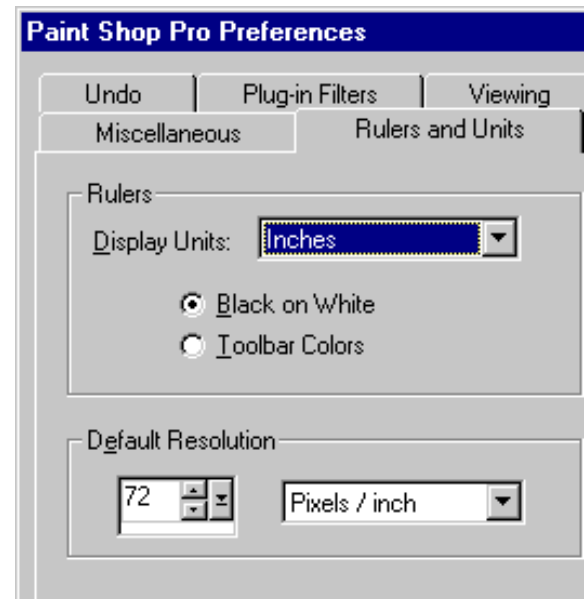 Paint Shop Pro Preferences
Undo Plug-in Filters Viewing
Miscellaneous Rulers and Units
Rulers
Display Units: Inches
Black on White
Toolbar Colors
Default Resolution
72 Pixels / inch